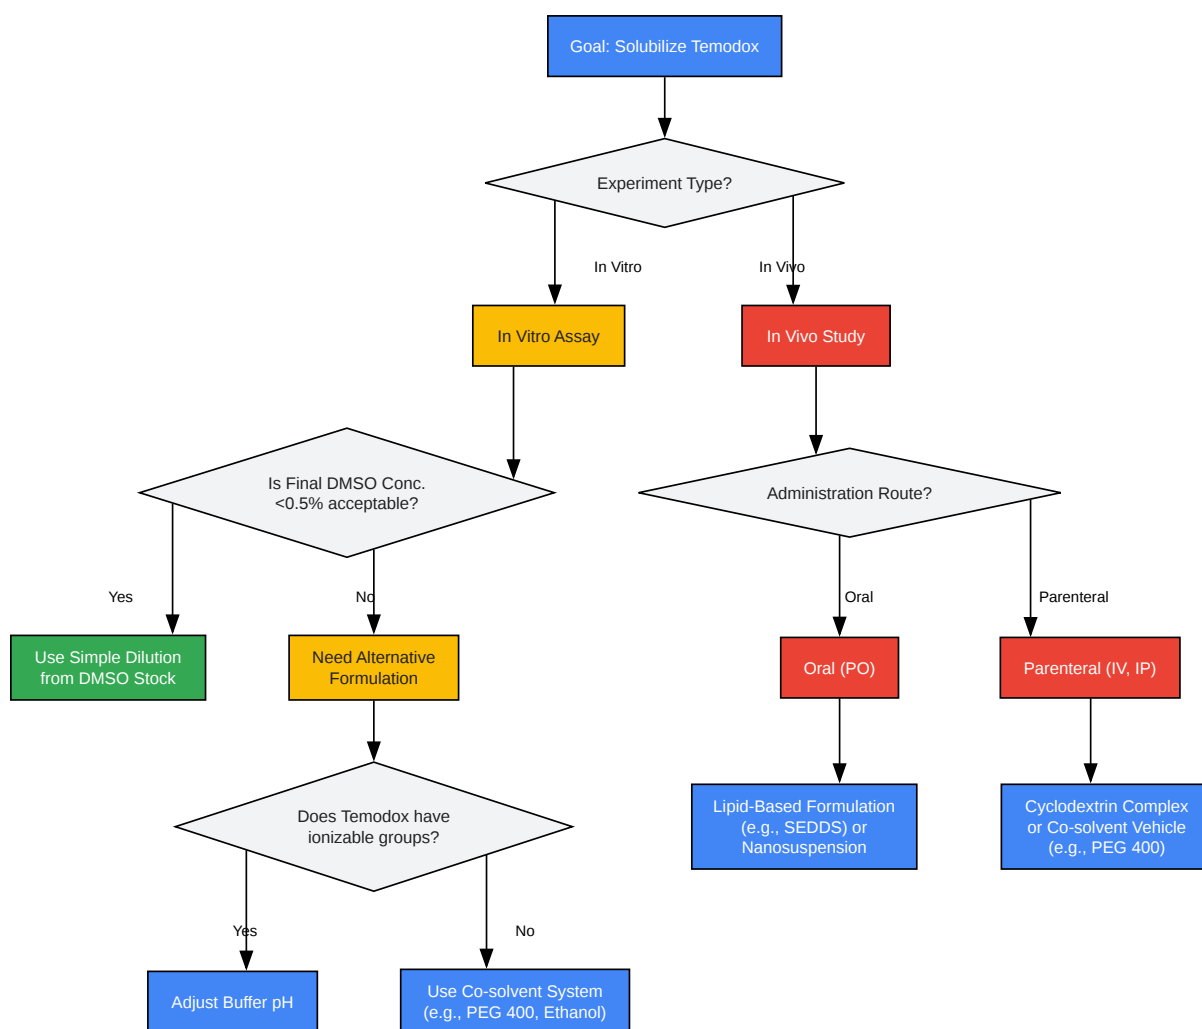 Goal: Solubilize Temodox
Experiment Type?
In Vitro
In Vivo
In Vitro Assay
In Vivo Study
Is Final DMSO Conc.
<0.5% acceptable?
Administration Route?
Yes
No
Oral
Parenteral
Use Simple Dilution
from DMSO Stock
Need Alternative
Formulation
Oral (PO)
Parenteral (IV, IP)
Does Temodox have
ionizable groups?
Lipid-Based Formulation
(e.g., SEDDS) or
Nanosuspension
Cyclodextrin Complex
or Co-solvent Vehicle
(e.g., PEG 400)
Yes
No
Adjust Buffer pH
Use Co-solvent System
(e.g., PEG 400, Ethanol)